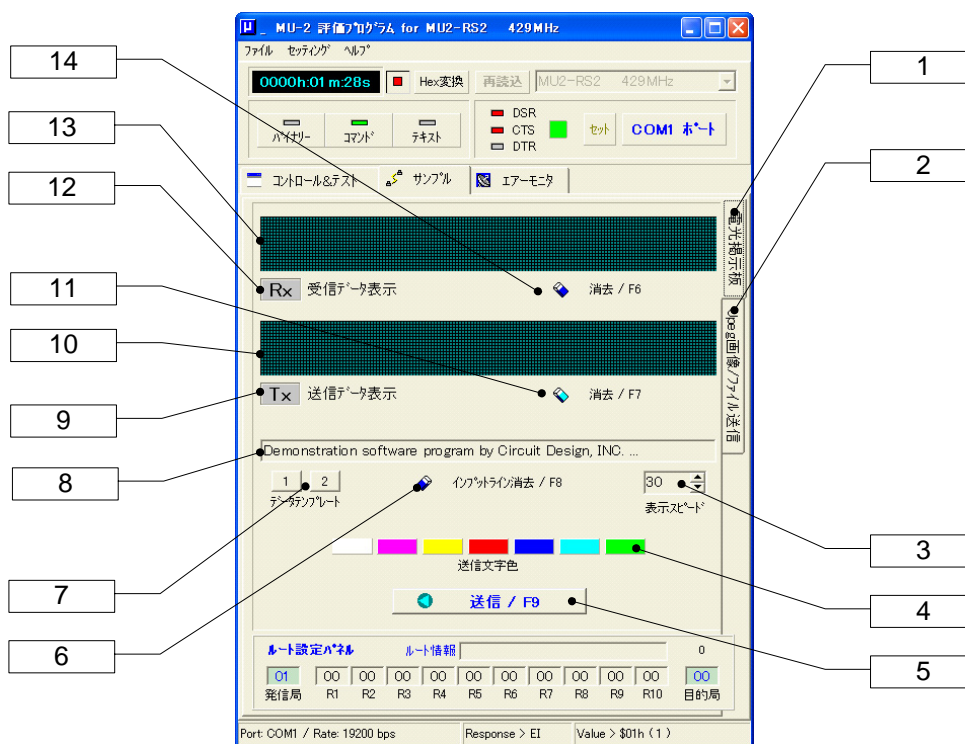 μ _ MU-2 評価ﾌﾟﾛｸﾞﾗﾑ for MU2-RS2 429MHz
ﾌｧｲﾙ ｾｯﾃｨﾝｸﾞ ﾍﾙﾌﾟ
0000h:01 m:28s Hex変換 再読込 MU2-RS2 429MHz
ﾊﾞｲﾅﾘｰ ｺﾏﾝﾄﾞ ﾃｷｽﾄ
DSR
CTS
DTR
ｾｯﾄ COM1 ﾎﾟｰﾄ
ｺﾝﾄﾛｰﾙ&ﾃｽﾄ ｻﾝﾌﾟﾙ ｴｱｰﾓﾆﾀ
電光掲示板
Jpeg画像/ファイル送信
Rx 受信ﾃﾞｰﾀ表示 消去 / F6
Tx 送信ﾃﾞｰﾀ表示 消去 / F7
Demonstration software program by Circuit Design, INC. ...
1 2 ｲﾝﾌﾟｯﾄﾗｲﾝ消去 / F8 30
ﾃﾞｰﾀﾃﾝﾌﾟﾚｰﾄ 表示ｽﾋﾟｰﾄﾞ
送信文字色
送信 / F9
ﾙｰﾄ設定ﾊﾟﾈﾙ ﾙｰﾄ情報 0
01 00 00 00 00 00 00 00 00 00 00 00
発信局 R1 R2 R3 R4 R5 R6 R7 R8 R9 R10 目的局
Port: COM1 / Rate: 19200 bps Response > EI Value > $01h ( 1 )
14
13
12
11
10
9
8
7
6
1
2
3
4
5